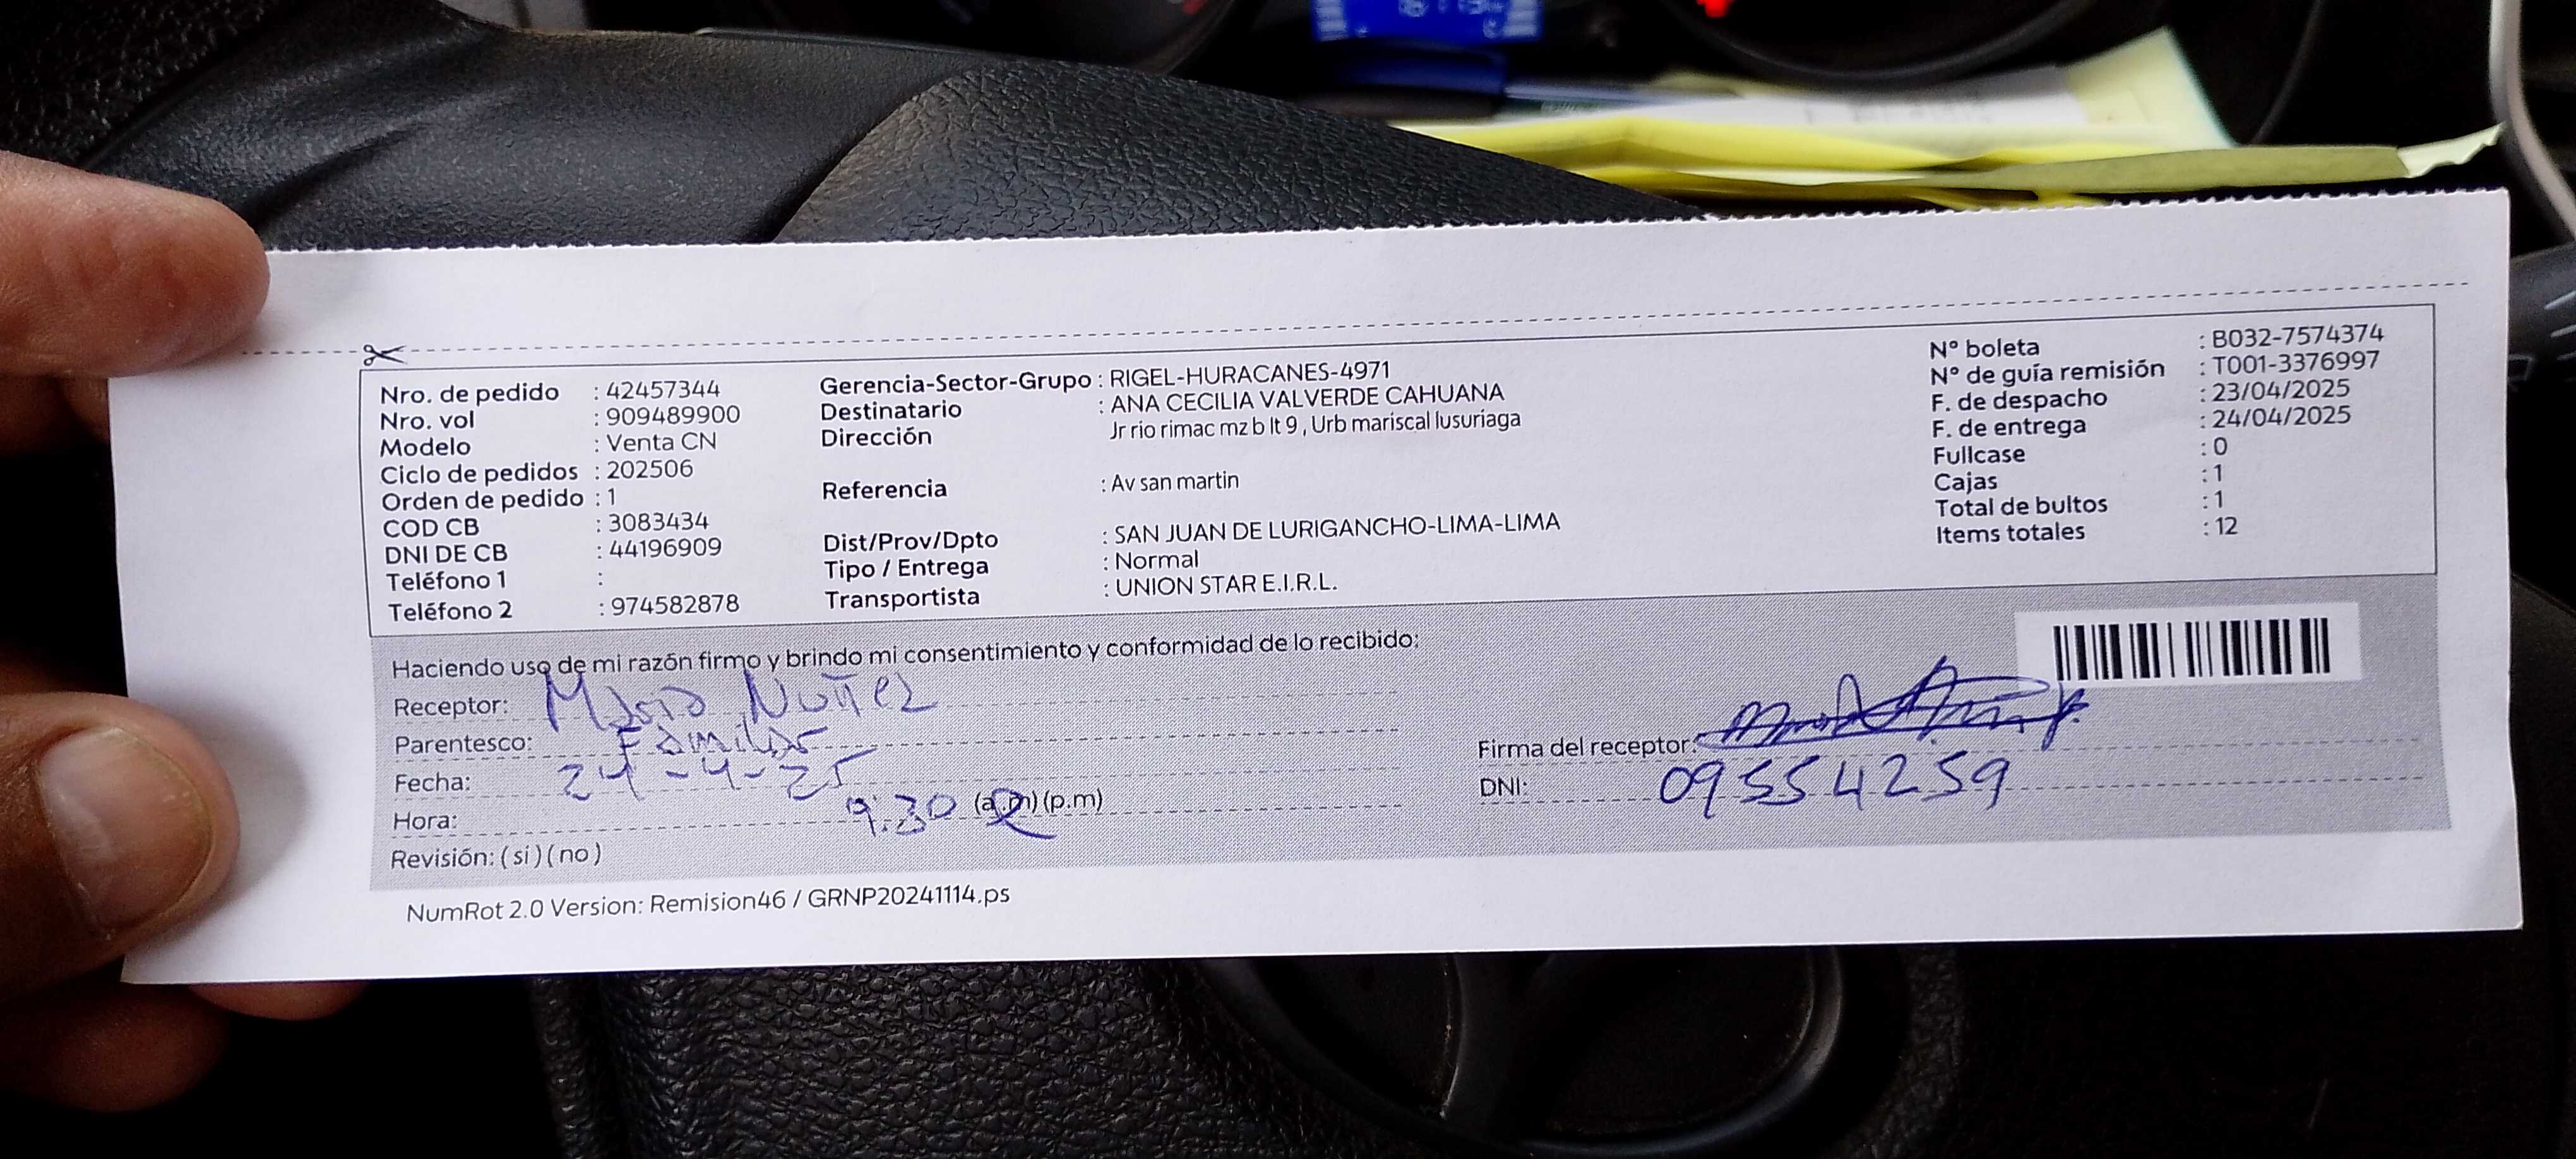 Nro. de pedido : 42457344
Nro. vol : 909489900
Modelo : Venta CN
Ciclo de pedidos : 202506
Orden de pedido : 1
COD CB : 3083434
DNI DE CB : 44196909
Teléfono 1 :
Teléfono 2 : 974582878
Gerencia-Sector-Grupo : RIGEL-HURACANES-4971
Destinatario : ANA CECILIA VALVERDE CAHUANA
Dirección Jr rio rimac mz b lt 9 , Urb mariscal lusuriaga
Referencia : Av san martin
Dist/Prov/Dpto : SAN JUAN DE LURIGANCHO-LIMA-LIMA
Tipo / Entrega : Normal
Transportista : UNION STAR E.I.R.L.
N° boleta : B032-7574374
N° de guía remisión : T001-3376997
F. de despacho : 23/04/2025
F. de entrega : 24/04/2025
Fullcase : 0
Cajas : 1
Total de bultos : 1
Items totales : 12
Haciendo uso de mi razón firmo y brindo mi consentimiento y conformidad de lo recibido:
Receptor: Mario Nuñez
Parentesco: Familiar
Fecha: 24-4-25
Hora: 9:30 (a.m) (p.m)
Revisión: ( si ) ( no )
Firma del receptor:
DNI: 09554259
NumRot 2.0 Version: Remision46 / GRNP20241114.ps